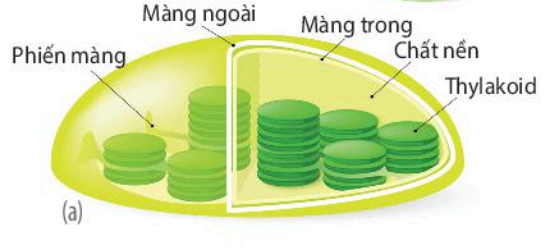 Màng ngoài
Màng trong
Chất nền
Phiến màng
Thylakoid
(a)